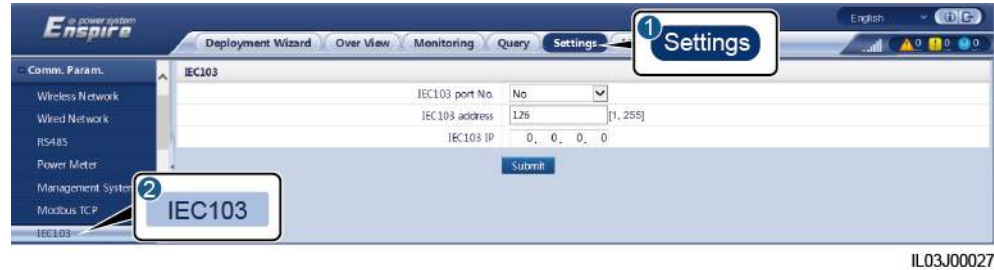 e power system
Enspire
English
Deployment Wizard Over View Monitoring Query Settings
1 Settings
0 0 0
Comm. Param.
IEC103
Wireless Network
IEC103 port No. No
Wired Network
IEC103 address 126 [1, 255]
RS485
IEC103 IP 0. 0. 0. 0
Power Meter
Submit
Management System
2 IEC103
Modbus TCP
IEC103
IL03J00027